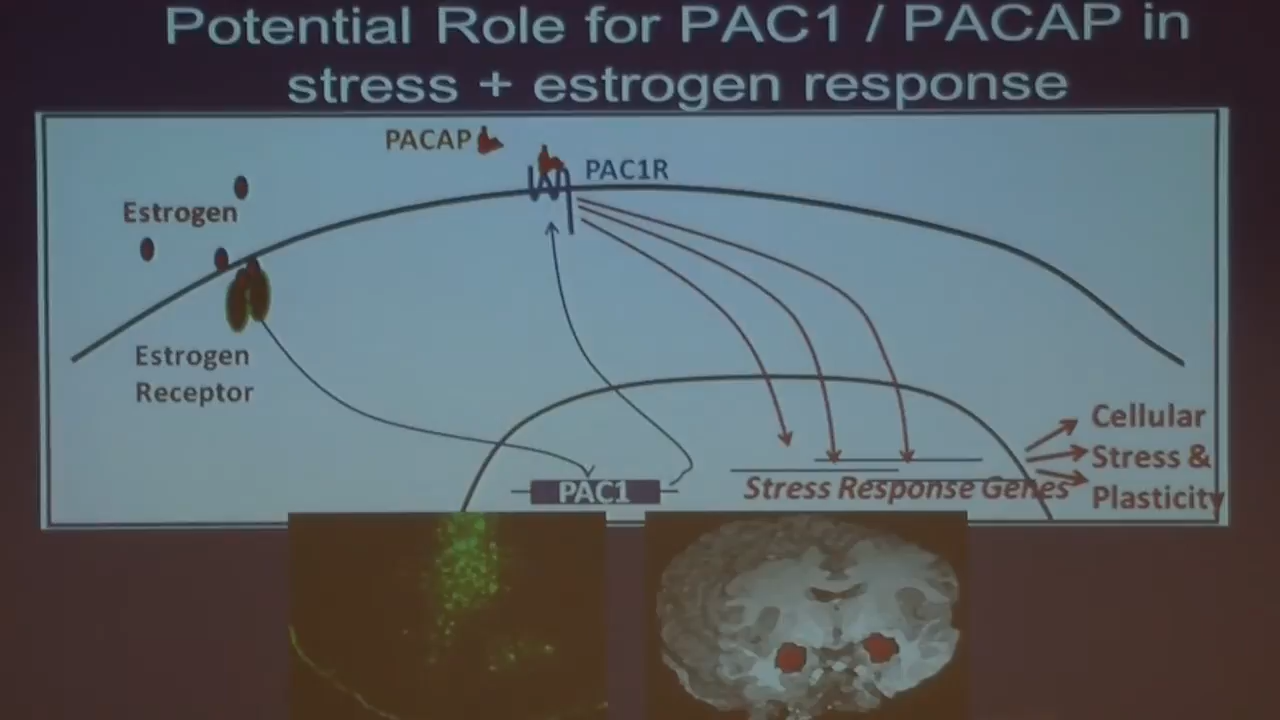 Potential Role for PAC1 / PACAP in
stress + estrogen response
PACAP
PAC1R
Estrogen
Estrogen
Receptor
PAC1
Stress Response Genes
Cellular
Stress &
Plasticity